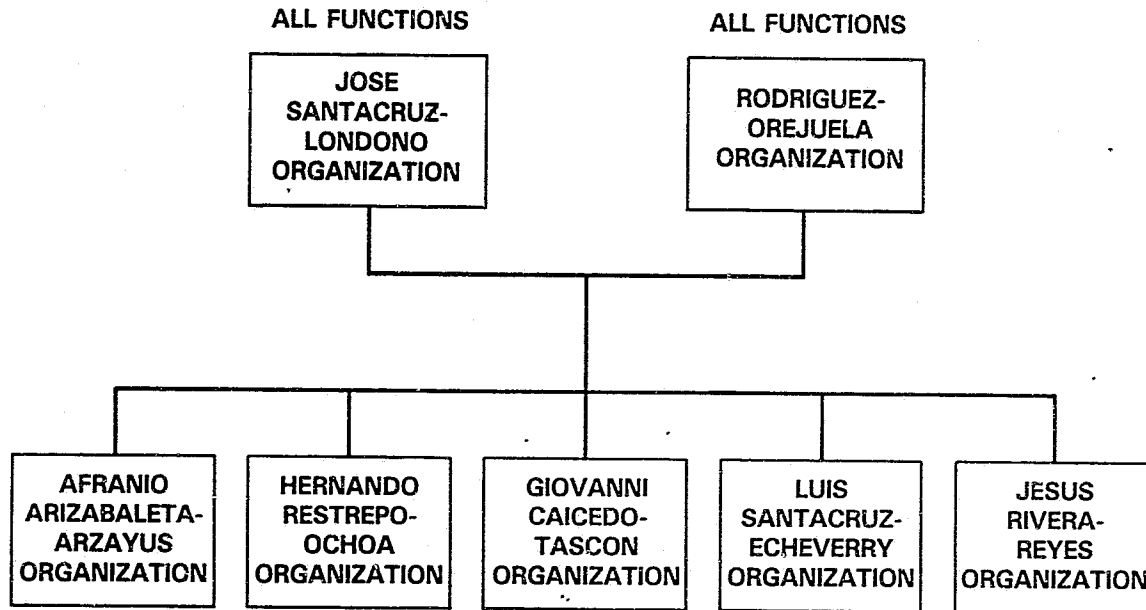 ALL FUNCTIONS
JOSE
SANTACRUZ-
LONDONO
ORGANIZATION
ALL FUNCTIONS
RODRIGUEZ-
OREJUELA
ORGANIZATION
AFRANIO
ARIZABALETA-
ARZAYUS
ORGANIZATION
HERNANDO
RESTREPO-
OCHOA
ORGANIZATION
GIOVANNI
CAICEDO-
TASCON
ORGANIZATION
LUIS
SANTACRUZ-
ECHEVERRY
ORGANIZATION
JESUS
RIVERA-
REYES
ORGANIZATION